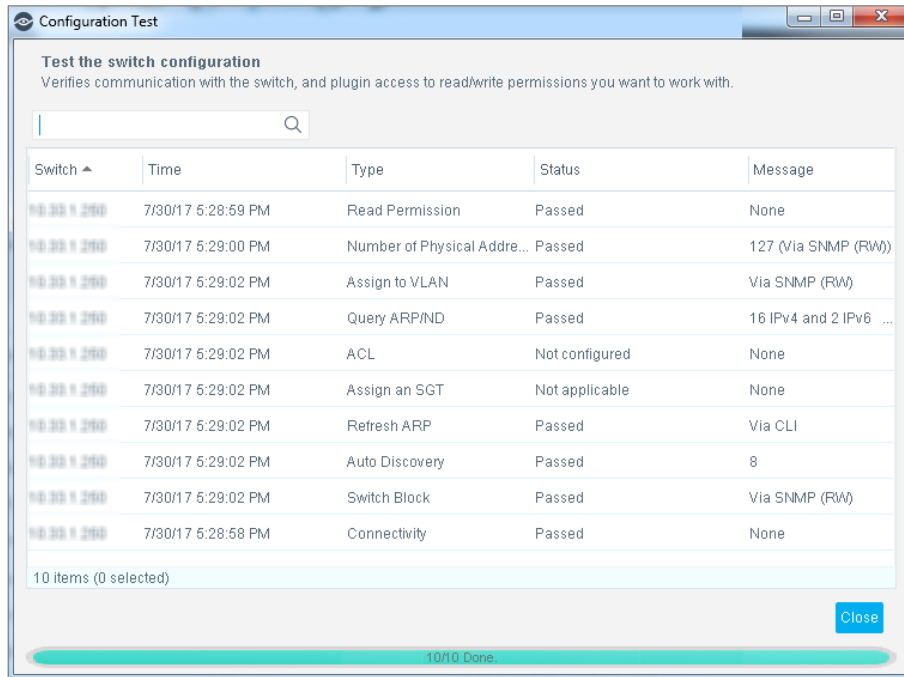 Configuration Test
Test the switch configuration
Verifies communication with the switch, and plugin access to read/write permissions you want to work with.
Switch Time Type Status Message
7/30/17 5:28:59 PM Read Permission Passed None
7/30/17 5:29:00 PM Number of Physical Addre... Passed 127 (Via SNMP (RW))
7/30/17 5:29:02 PM Assign to VLAN Passed Via SNMP (RW)
7/30/17 5:29:02 PM Query ARP/ND Passed 16 IPv4 and 2 IPv6 ...
7/30/17 5:29:02 PM ACL Not configured None
7/30/17 5:29:02 PM Assign an SGT Not applicable None
7/30/17 5:29:02 PM Refresh ARP Passed Via CLI
7/30/17 5:29:02 PM Auto Discovery Passed 8
7/30/17 5:29:02 PM Switch Block Passed Via SNMP (RW)
7/30/17 5:28:58 PM Connectivity Passed None
10 items (0 selected)
Close
10/10 Done.